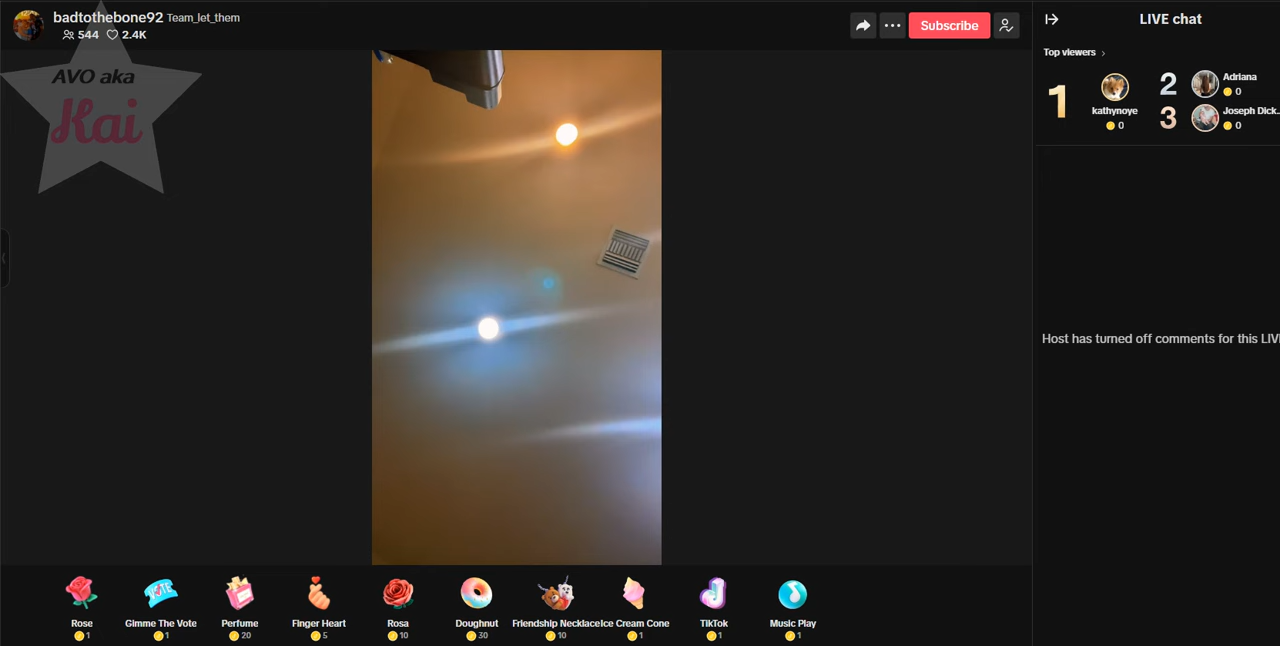 badtothebone92 Team_let_them
544 2.4K
Subscribe
AVO aka
Kai
LIVE chat
Top viewers
1
kathynoye
0
2
Adriana
0
3
Joseph Dick..
0
Host has turned off comments for this LIV
Rose
1
Gimme The Vote
1
Perfume
20
Finger Heart
5
Rosa
10
Doughnut
30
Friendship Necklace
10
Ice Cream Cone
1
TikTok
1
Music Play
1